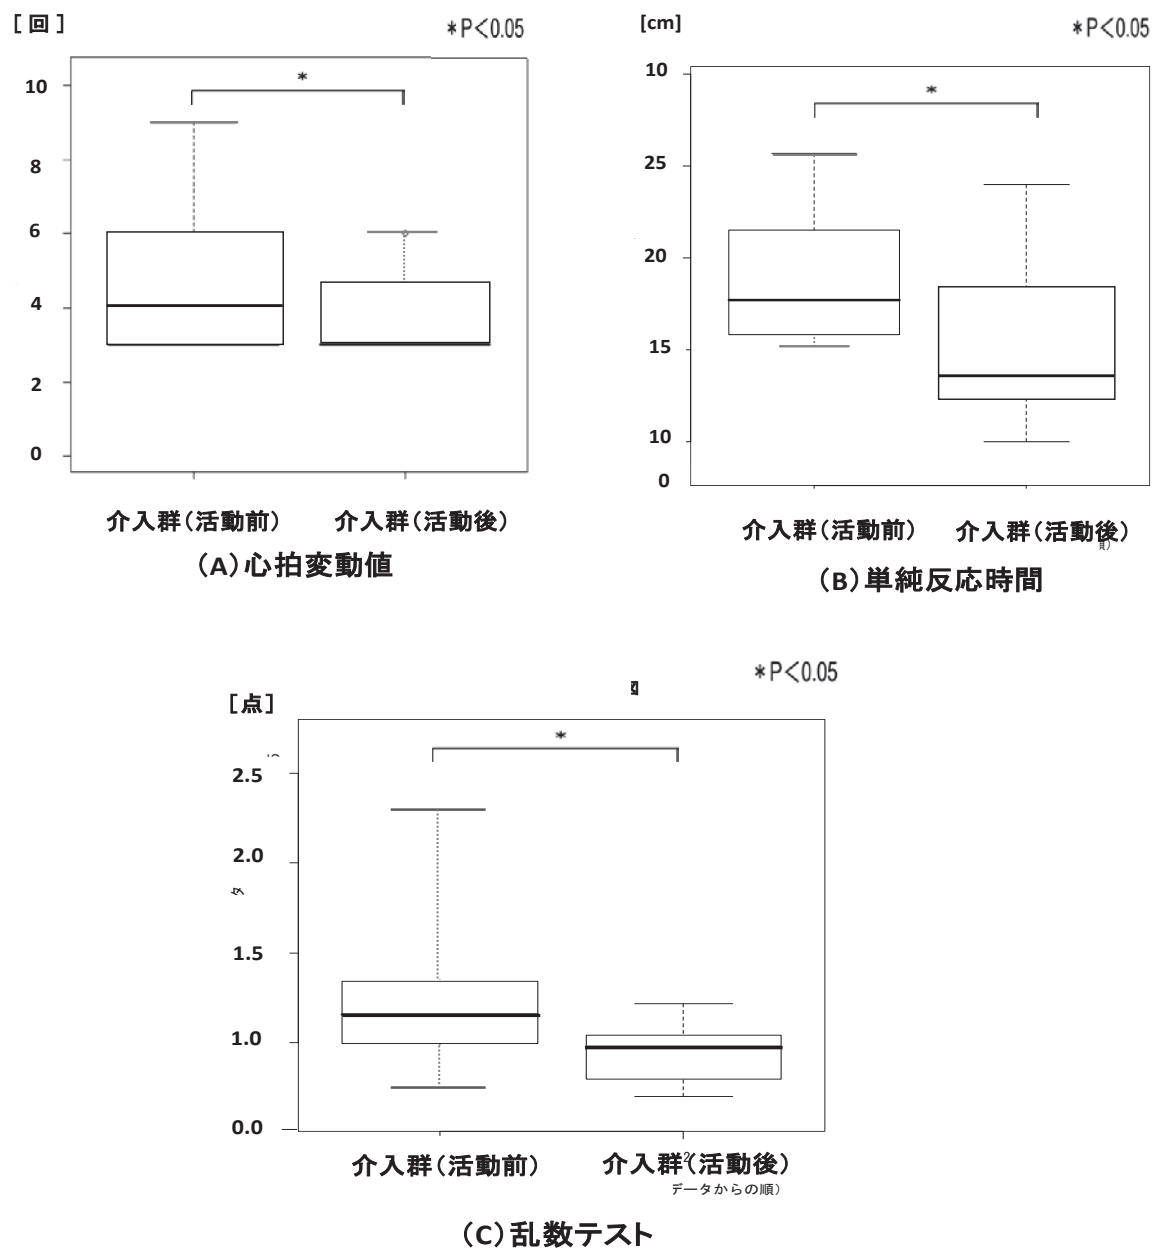 [回]
*P<0.05
*
10
8
6
4
2
0
介入群(活動前)
介入群(活動後)
(A)心拍変動値
[cm]
*P<0.05
*
10
25
20
15
10
0
介入群(活動前)
介入群(活動後)
(B)単純反応時間
*P<0.05
[点]
*
2.5
2.0
タ
1.5
1.0
0.0
介入群(活動前)
介入群(活動後)
2
データからの順)
(C)乱数テスト